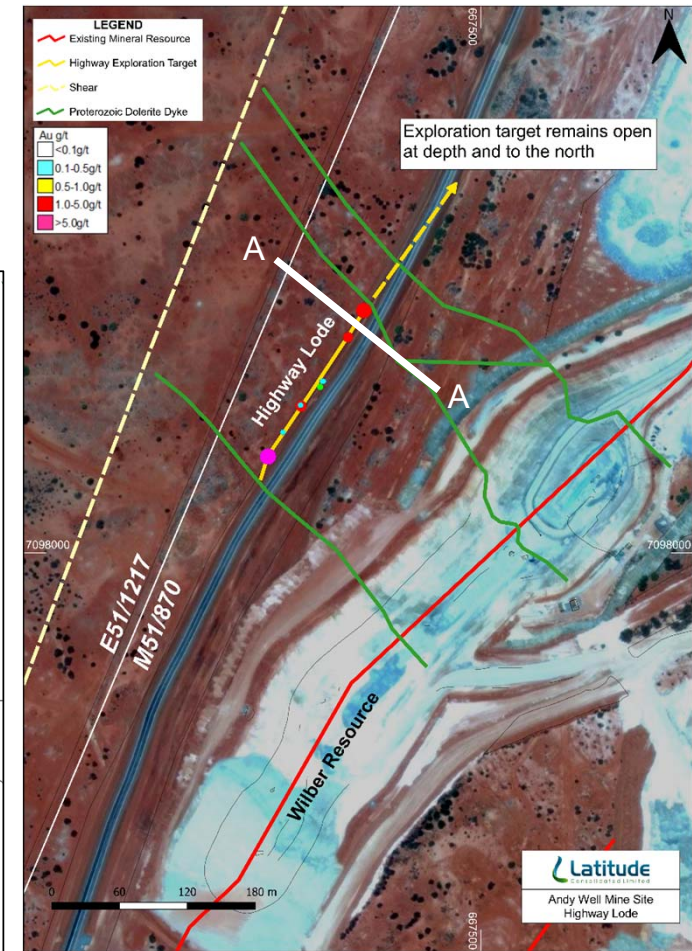 LEGEND
Existing Mineral Resource
Highway Exploration Target
Shear
Proterozoic Dolerite Dyke
Au g/t
<0.1g/t
0.1-0.5g/t
0.5-1.0g/t
1.0-5.0g/t
>5.0g/t
667500
N
Exploration target remains open
at depth and to the north
A
Highway Lode
A
7098000
7098000
E51/1217
M51/870
Wilber Resource
0 60 120 180 m
667500
Latitude
Consolidated Limited
Andy Well Mine Site
Highway Lode